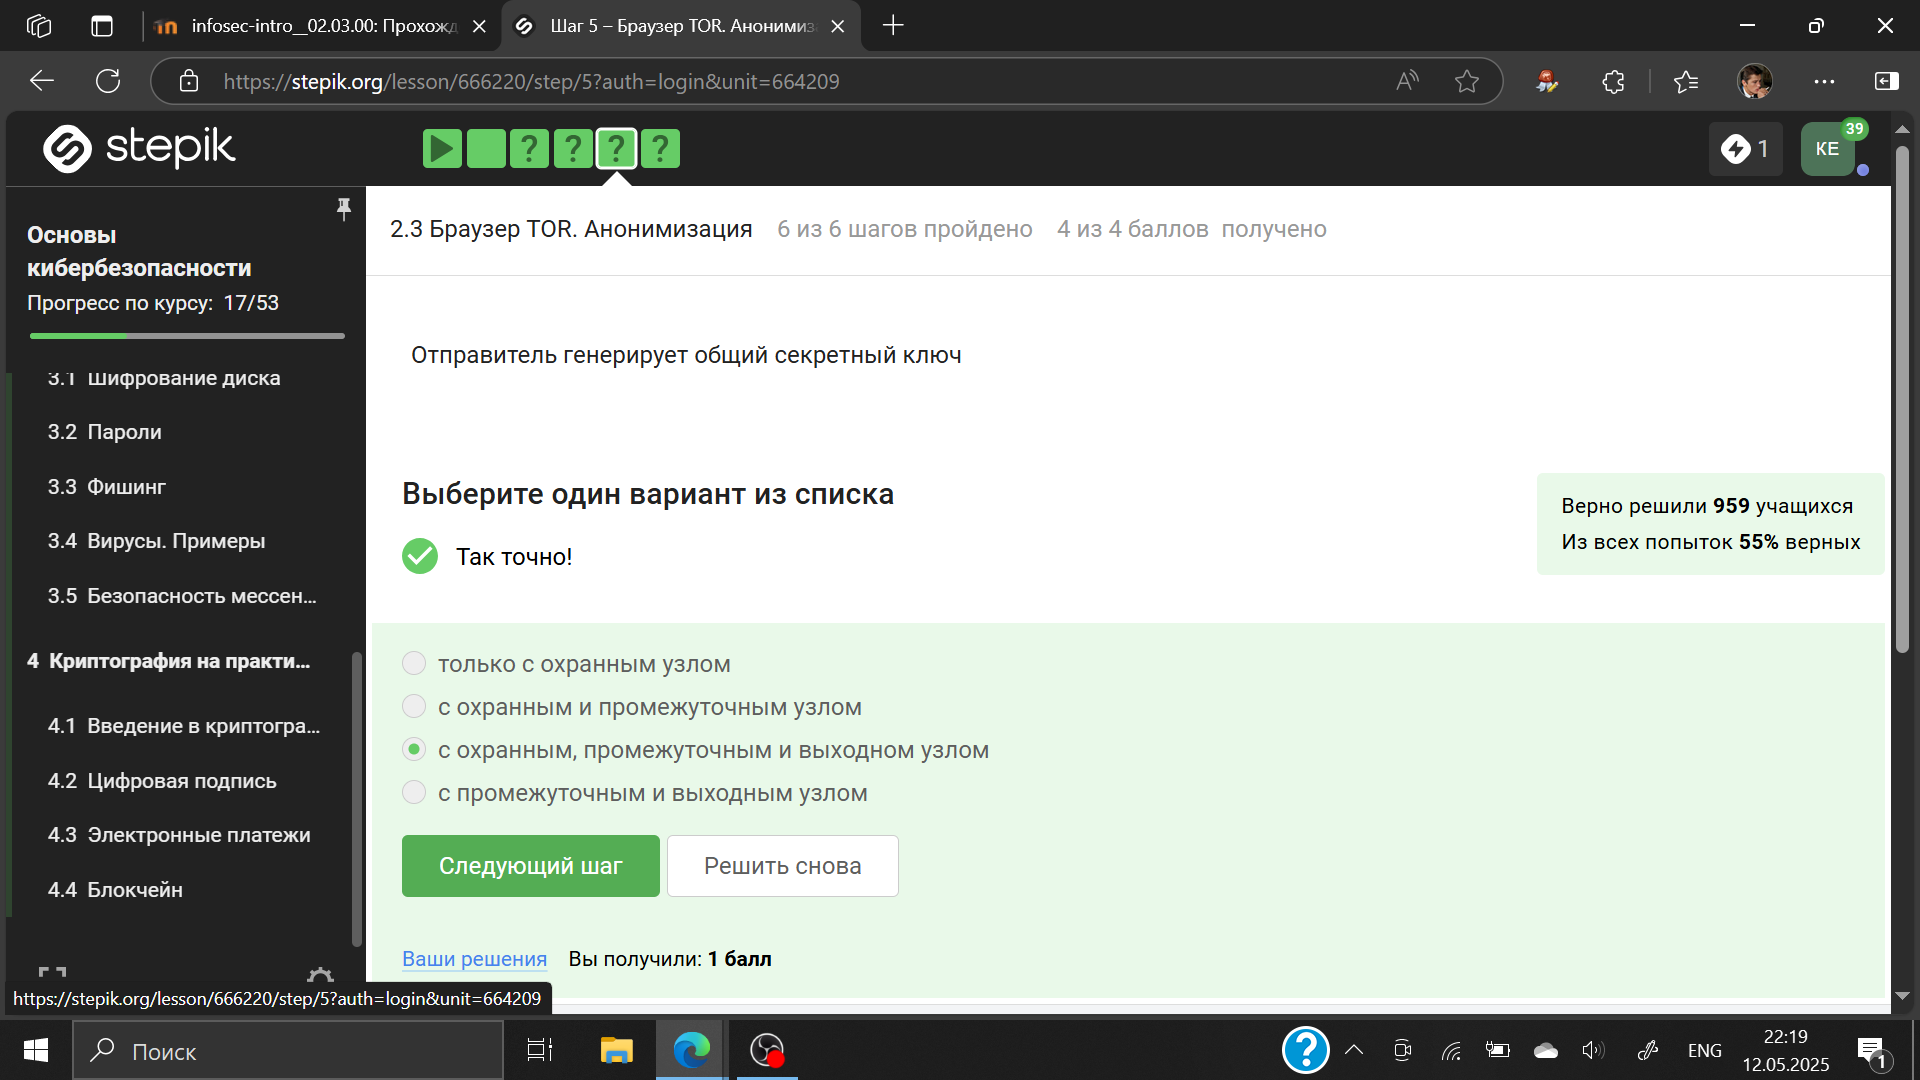 infosec-intro__02.03.00: Прохожд
Шаг 5 – Браузер TOR. Анонимиз
https://stepik.org/lesson/666220/step/5?auth=login&unit=664209
stepik
? ? ? ?
1
KE
39
Основы
кибербезопасности
Прогресс по курсу: 17/53
3.1 Шифрование диска
3.2 Пароли
3.3 Фишинг
3.4 Вирусы. Примеры
3.5 Безопасность мессен...
4 Криптография на практи...
4.1 Введение в криптогра...
4.2 Цифровая подпись
4.3 Электронные платежи
4.4 Блокчейн
https://stepik.org/lesson/666220/step/5?auth=login&unit=664209
2.3 Браузер TOR. Анонимизация 6 из 6 шагов пройдено 4 из 4 баллов получено
Отправитель генерирует общий секретный ключ
Выберите один вариант из списка
Так точно!
Верно решили 959 учащихся
Из всех попыток 55% верных
только с охранным узлом
с охранным и промежуточным узлом
с охранным, промежуточным и выходном узлом
с промежуточным и выходным узлом
Следующий шаг
Решить снова
Ваши решения Вы получили: 1 балл
Поиск
?
ENG
22:19
12.05.2025
1